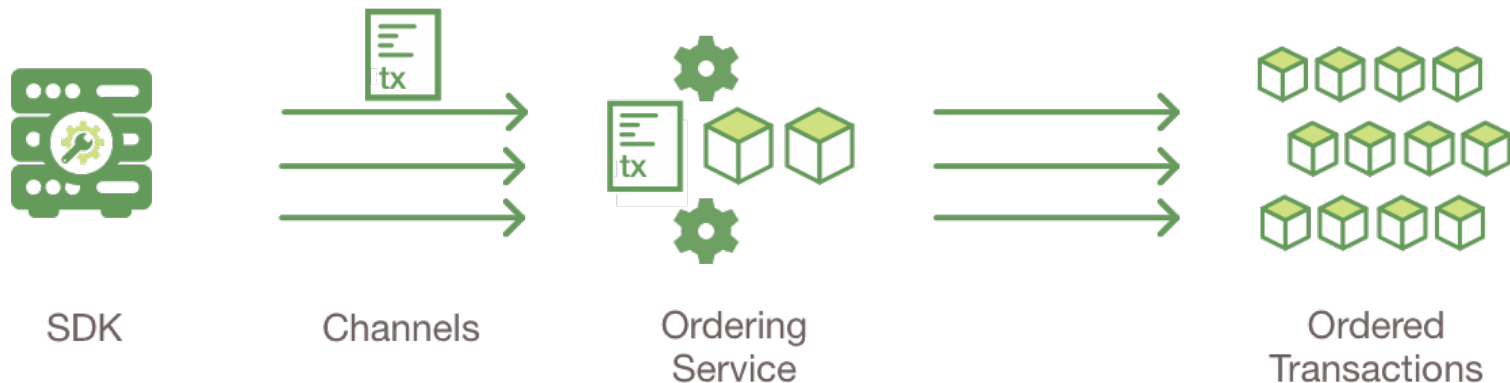 tx
tx
SDK
Channels
Ordering
Service
Ordered
Transactions